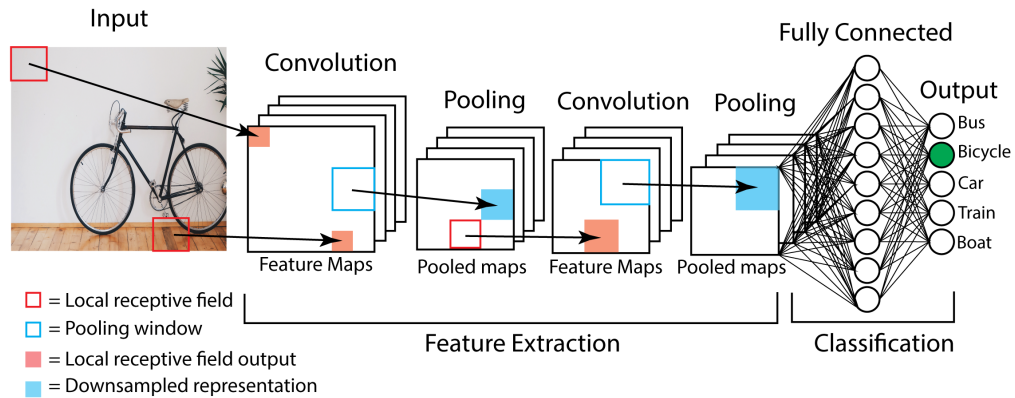 Input
Convolution
Pooling
Convolution
Pooling
Fully Connected
Output
Bus
Bicycle
Car
Train
Boat
Feature Maps
Pooled maps
Feature Maps
Pooled maps
= Local receptive field
= Pooling window
= Local receptive field output
= Downsampled representation
Feature Extraction
Classification